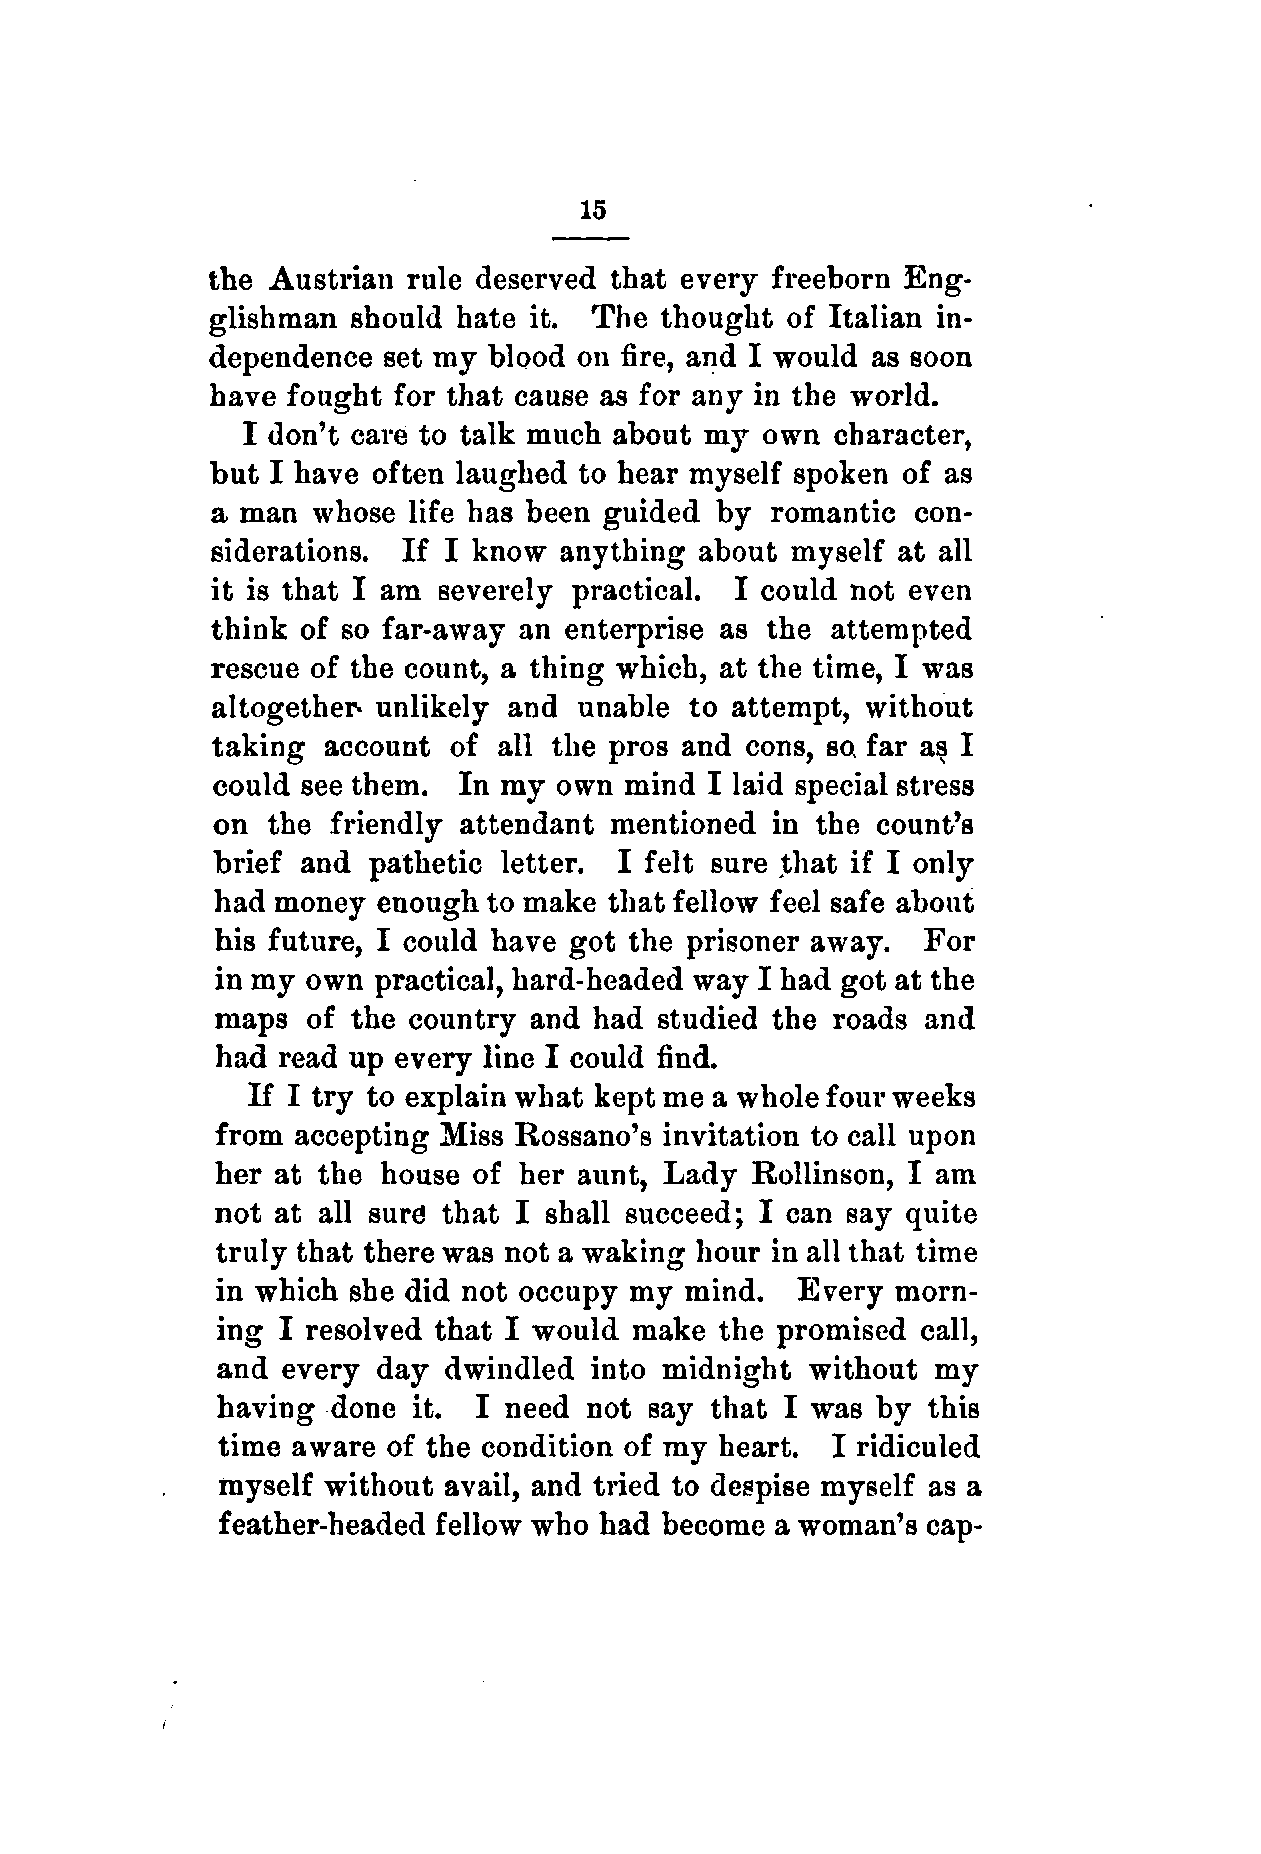 15
the Austrian rule deserved that every freeborn Eng-
glishman should hate it. The thought of Italian in-
dependence set my blood on fire, and I would as soon
have fought for that cause as for any in the world.
I don't care to talk much about my own character,
but I have often laughed to hear myself spoken of as
a man whose life has been guided by romantic con-
siderations. If I know anything about myself at all
it is that I am severely practical. I could not even
think of so far-away an enterprise as the attempted
rescue of the count, a thing which, at the time, I was
altogether unlikely and unable to attempt, without
taking account of all the pros and cons, so far as I
could see them. In my own mind I laid special stress
on the friendly attendant mentioned in the count's
brief and pathetic letter. I felt sure that if I only
had money enough to make that fellow feel safe about
his future, I could have got the prisoner away. For
in my own practical, hard-headed way I had got at the
maps of the country and had studied the roads and
had read up every line I could find.
If I try to explain what kept me a whole four weeks
from accepting Miss Rossano's invitation to call upon
her at the house of her aunt, Lady Rollinson, I am
not at all sure that I shall succeed; I can say quite
truly that there was not a waking hour in all that time
in which she did not occupy my mind. Every morn-
ing I resolved that I would make the promised call,
and every day dwindled into midnight without my
having done it. I need not say that I was by this
time aware of the condition of my heart. I ridiculed
myself without avail, and tried to despise myself as a
feather-headed fellow who had become a woman's cap-